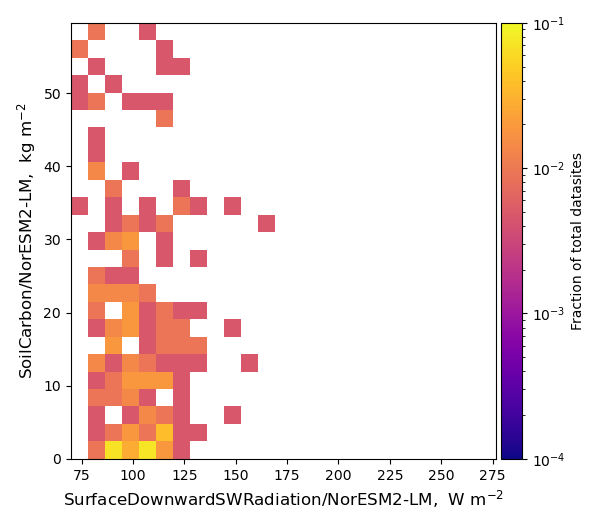 SoilCarbon/NorESM2-LM,  kg m⁻²
50
40
30
20
10
0
75 100 125 150 175 200 225 250 275
SurfaceDownwardSWRadiation/NorESM2-LM,  W m⁻²
10⁻¹
10⁻²
10⁻³
10⁻⁴
Fraction of total datasites